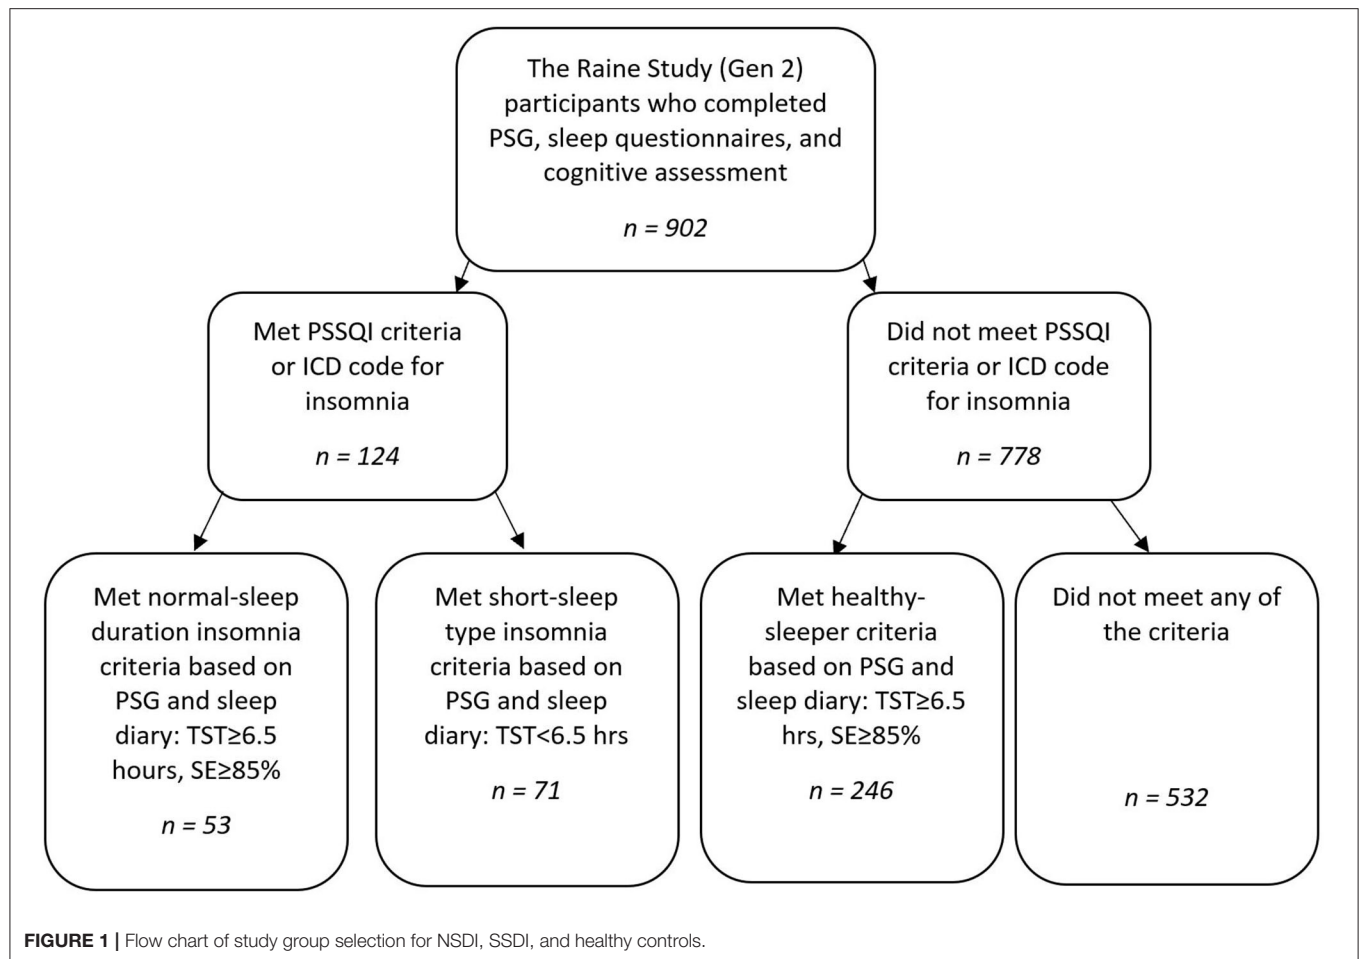 The Raine Study (Gen 2)
participants who completed
PSG, sleep questionnaires, and
cognitive assessment
n = 902
Met PSSQI criteria
or ICD code for
insomnia
n = 124
Did not meet PSSQI
criteria or ICD code
for insomnia
n = 778
Met normal-sleep
duration insomnia
criteria based on
PSG and sleep
diary: TST≥6.5
hours, SE≥85%
n = 53
Met short-sleep
type insomnia
criteria based on
PSG and sleep
diary: TST<6.5 hrs
n = 71
Met healthy-
sleeper criteria
based on PSG and
sleep diary: TST≥6.5
hrs, SE≥85%
n = 246
Did not meet any of
the criteria
n = 532
FIGURE 1 | Flow chart of study group selection for NSDI, SSDI, and healthy controls.